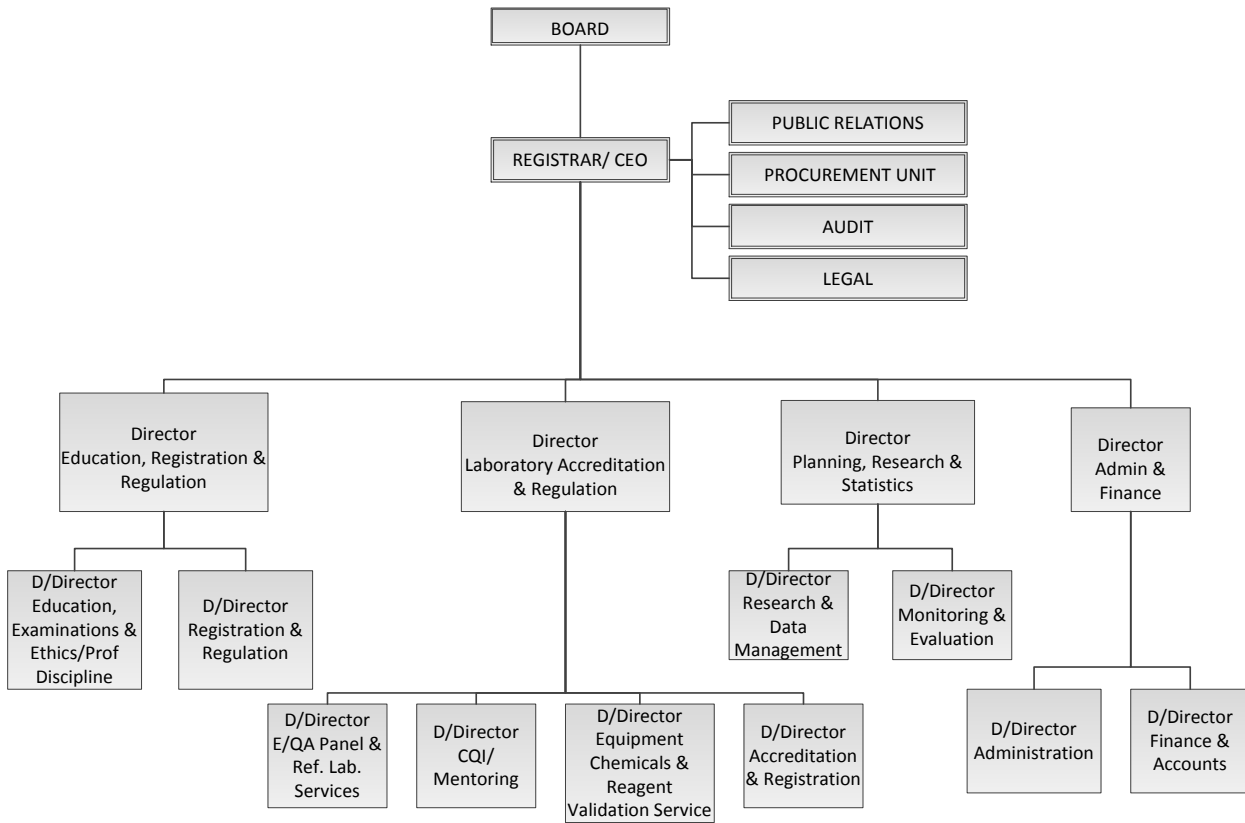 BOARD
REGISTRAR/ CEO
PUBLIC RELATIONS
PROCUREMENT UNIT
AUDIT
LEGAL
Director
Education, Registration &
Regulation
Director
Laboratory Accreditation
& Regulation
Director
Planning, Research &
Statistics
Director
Admin &
Finance
D/Director
Education,
Examinations &
Ethics/Prof
Discipline
D/Director
Registration &
Regulation
D/Director
Research &
Data
Management
D/Director
Monitoring &
Evaluation
D/Director
E/QA Panel &
Ref. Lab.
Services
D/Director
CQI/
Mentoring
D/Director
Equipment
Chemicals &
Reagent
Validation Service
D/Director
Accreditation
& Registration
D/Director
Administration
D/Director
Finance &
Accounts